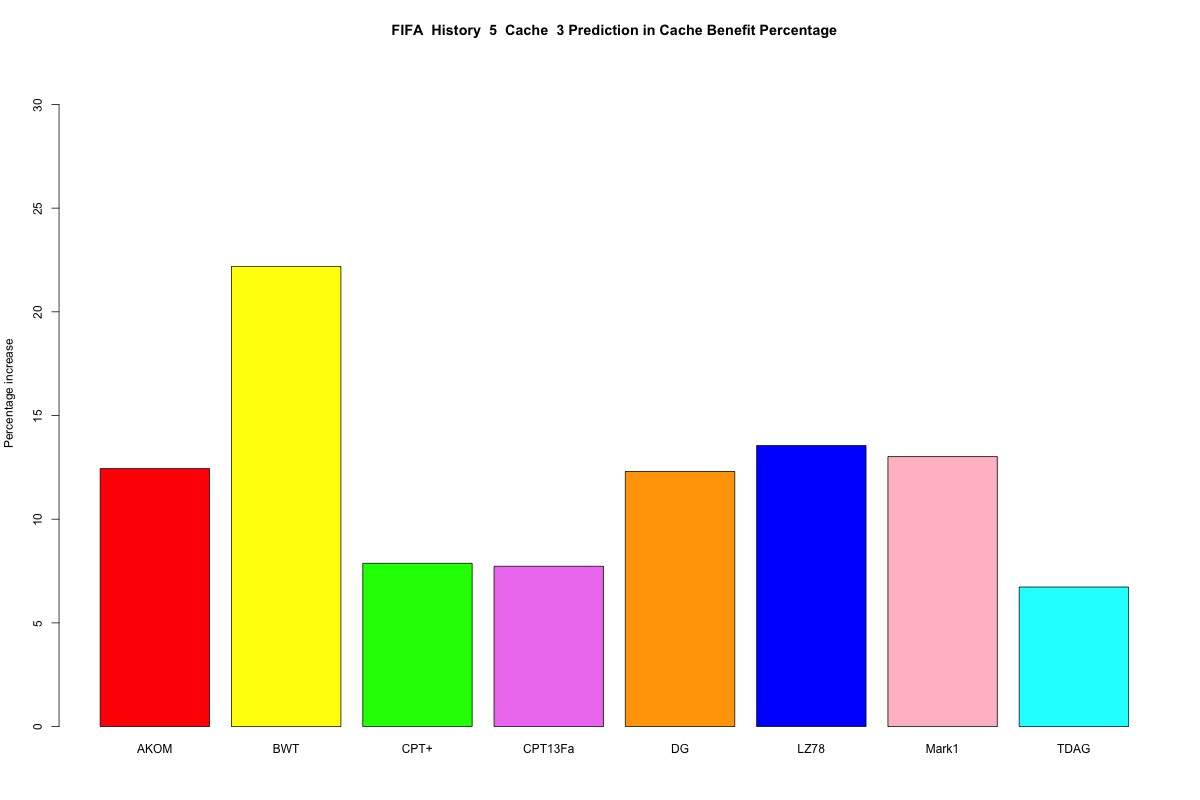 FIFA  History  5  Cache  3 Prediction in Cache Benefit Percentage
30
25
20
15
10
5
0
Percentage increase
AKOM BWT CPT+ CPT13Fa DG LZ78 Mark1 TDAG